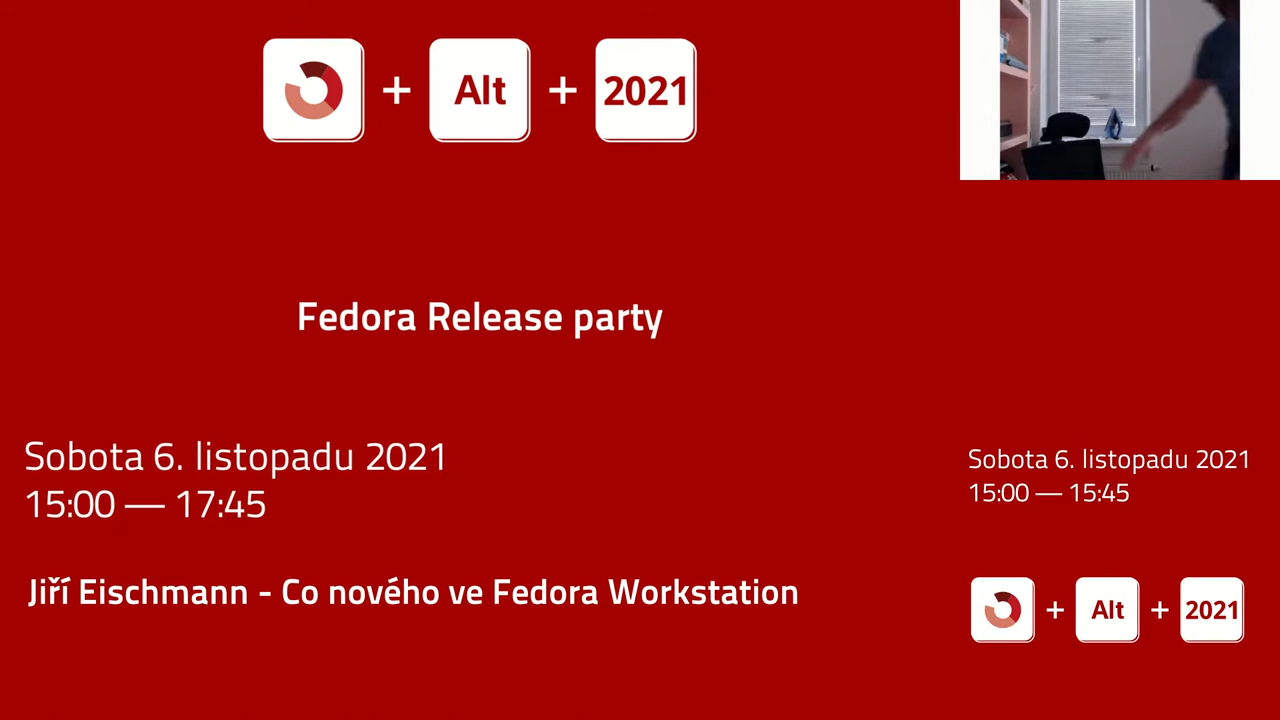 + Alt + 2021
Fedora Release party
Sobota 6. listopadu 2021
15:00 — 17:45
Jiří Eischmann - Co nového ve Fedora Workstation
Sobota 6. listopadu 2021
15:00 — 15:45
+ Alt + 2021